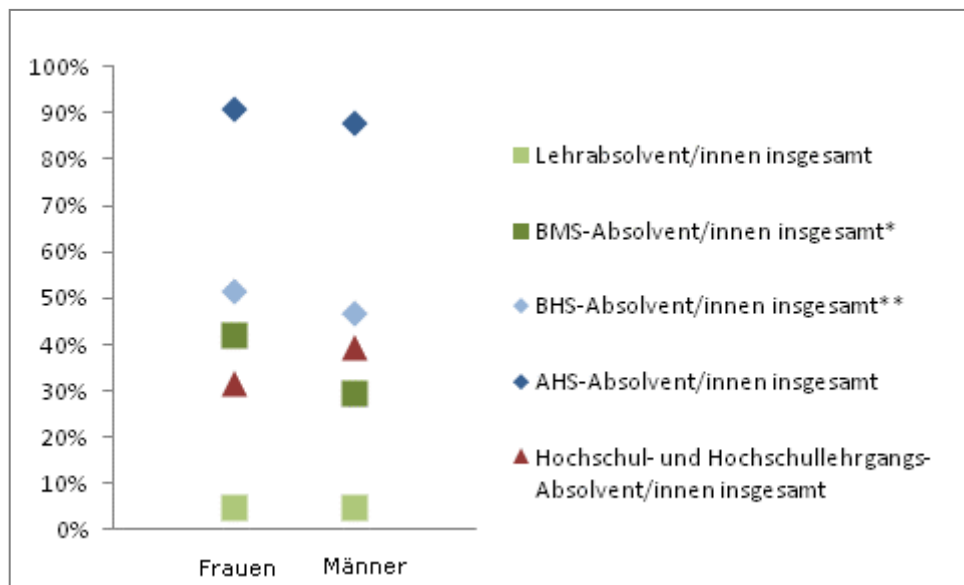 100%
90%
80%
70%
60%
50%
40%
30%
20%
10%
0%
Frauen Männer
Lehrabsolvent/innen insgesamt
BMS-Absolvent/innen insgesamt*
BHS-Absolvent/innen insgesamt**
AHS-Absolvent/innen insgesamt
Hochschul- und Hochschullehrgangs-
Absolvent/innen insgesamt